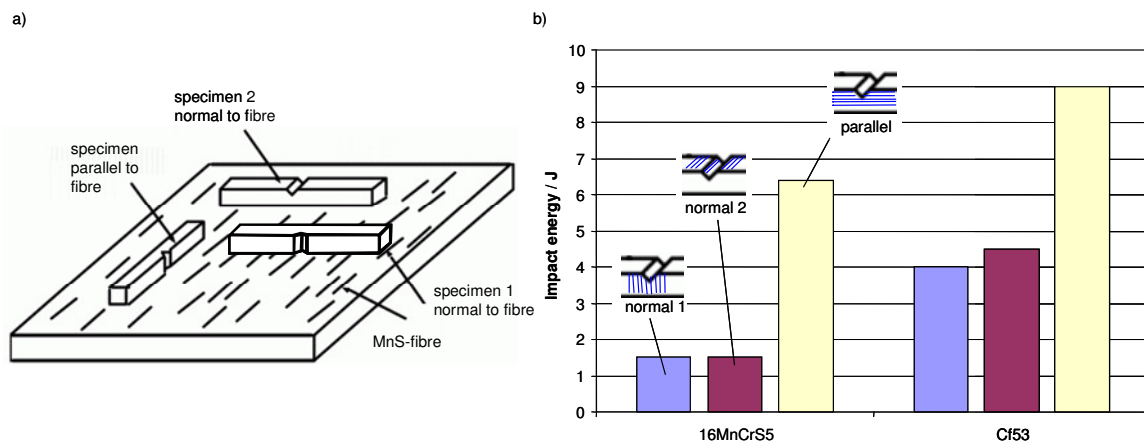 a)
specimen 2
normal to fibre
specimen
parallel to
fibre
specimen 1
normal to fibre
MnS-fibre
b)
Impact energy / J
10
9
8
7
6
5
4
3
2
1
0
parallel
normal 2
normal 1
16MnCrS5
Cf53